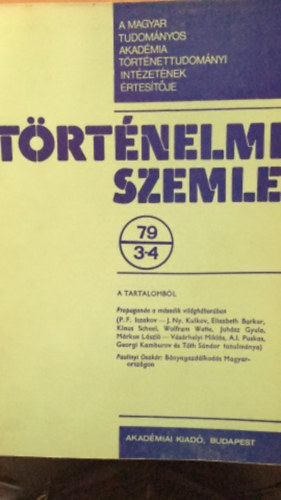 A MAGYAR
TUDOMÁNYOS
AKADÉMIA
TÖRTÉNETTUDOMÁNYI
INTÉZETÉNEK
ÉRTESÍTŐJE
TÖRTÉNELMI
SZEMLE
79
3-4
A TARTALOMBÓL
Propaganda a második világháborúban
(P. F. Iszakov — J. Ny. Kulkov, Elisabeth Barker,
Klaus Scheel, Wolfram Wette, Juhász Gyula,
Márkus László — Vásárhelyi Miklós, A.I. Puskas,
Georgi Kamburov és Tóth Sándor tanulmánya)
Paulinyi Oszkár: Bányagazdálkodás Magyar-
országon
AKADÉMIAI KIADÓ, BUDAPEST